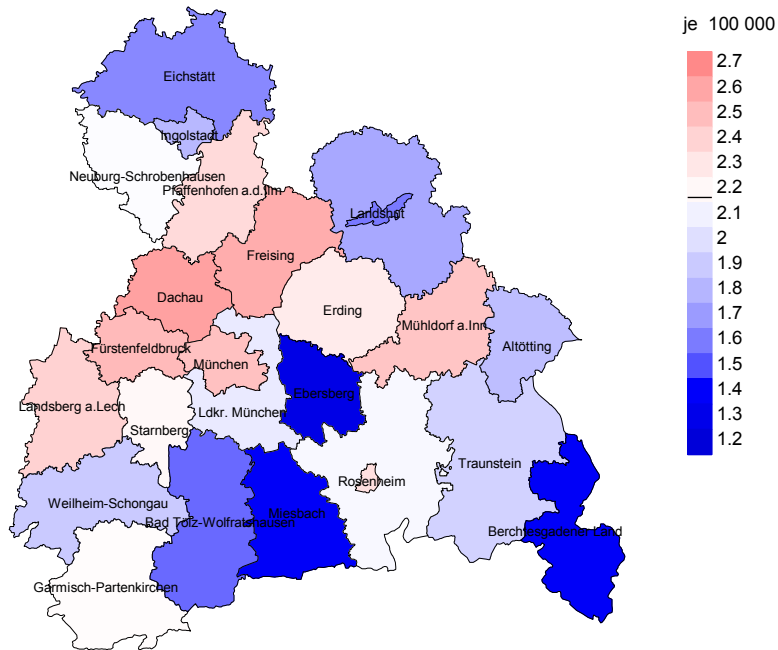 je 100 000
2.7
2.6
2.5
2.4
2.3
2.2
2.1
2
1.9
1.8
1.7
1.6
1.5
1.4
1.3
1.2
Eichstätt
Ingolstadt
Neuburg-Schrobenhausen
Pfaffenhofen a.d.Ilm
Landshut
Freising
Dachau
Erding
Mühldorf a.Inn
Altötting
Fürstenfeldbruck
München
Ebersberg
Landsberg a.Lech
Ldkr. München
Starnberg
Traunstein
Rosenheim
Weilheim-Schongau
Miesbach
Bad Tölz-Wolfratshausen
Berchtesgadener Land
Garmisch-Partenkirchen